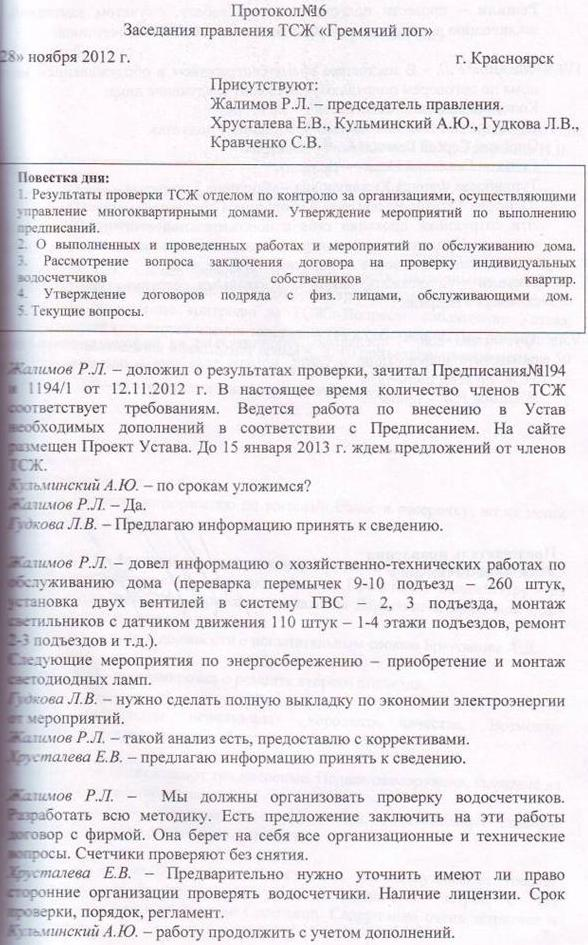 Протокол№16
Заседания правления ТСЖ «Гремячий лог»
28» ноября 2012 г. г. Красноярск
Присутствуют:
Жалимов Р.Л. – председатель правления.
Хрусталева Е.В., Кульминский А.Ю., Гудкова Л.В.,
Кравченко С.В.
Повестка дня:
1. Результаты проверки ТСЖ отделом по контролю за организациями, осуществляющими
управление многоквартирными домами. Утверждение мероприятий по выполнению
предписаний.
2. О выполненных и проведенных работах и мероприятий по обслуживанию дома.
3. Рассмотрение вопроса заключения договора на проверку индивидуальных
водосчетчиков собственников квартир.
4. Утверждение договоров подряда с физ. лицами, обслуживающими дом.
5. Текущие вопросы.
Жалимов Р.Л. – доложил о результатах проверки, зачитал Предписания№1194
и 1194/1 от 12.11.2012 г. В настоящее время количество членов ТСЖ
соответствует требованиям. Ведется работа по внесению в Устав
необходимых дополнений в соответствии с Предписанием. На сайте
размещен Проект Устава. До 15 января 2013 г. ждем предложений от членов
ТСЖ.
Кульминский А.Ю. – по срокам уложимся?
Жалимов Р.Л. – Да.
Гудкова Л.В. – Предлагаю информацию принять к сведению.
Жалимов Р.Л. – довел информацию о хозяйственно-технических работах по
обслуживанию дома (переварка перемычек 9-10 подъезд – 260 штук,
установка двух вентилей в систему ГВС – 2, 3 подъезда, монтаж
светильников с датчиком движения 110 штук – 1-4 этажи подъездов, ремонт
2-3 подъездов и т.д.).
Следующие мероприятия по энергосбережению – приобретение и монтаж
светодиодных ламп.
Гудкова Л.В. – нужно сделать полную выкладку по экономии электроэнергии
от мероприятий.
Жалимов Р.Л. – такой анализ есть, предоставлю с коррективами.
Хрусталева Е.В. – предлагаю информацию принять к сведению.
Жалимов Р.Л. – Мы должны организовать проверку водосчетчиков.
Разработать всю методику. Есть предложение заключить на эти работы
договор с фирмой. Она берет на себя все организационные и технические
вопросы. Счетчики проверяют без снятия.
Хрусталева Е.В. – Предварительно нужно уточнить имеют ли право
сторонние организации проверять водосчетчики. Наличие лицензии. Срок
проверки, порядок, регламент.
Кульминский А.Ю. – работу продолжить с учетом дополнений.